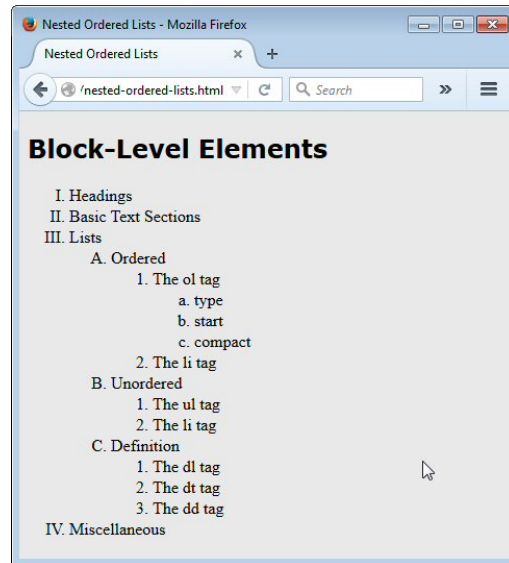 Nested Ordered Lists - Mozilla Firefox
Nested Ordered Lists
/nested-ordered-lists.html
Search
Block-Level Elements
I. Headings
II. Basic Text Sections
III. Lists
A. Ordered
1. The ol tag
a. type
b. start
c. compact
2. The li tag
B. Unordered
1. The ul tag
2. The li tag
C. Definition
1. The dl tag
2. The dt tag
3. The dd tag
IV. Miscellaneous